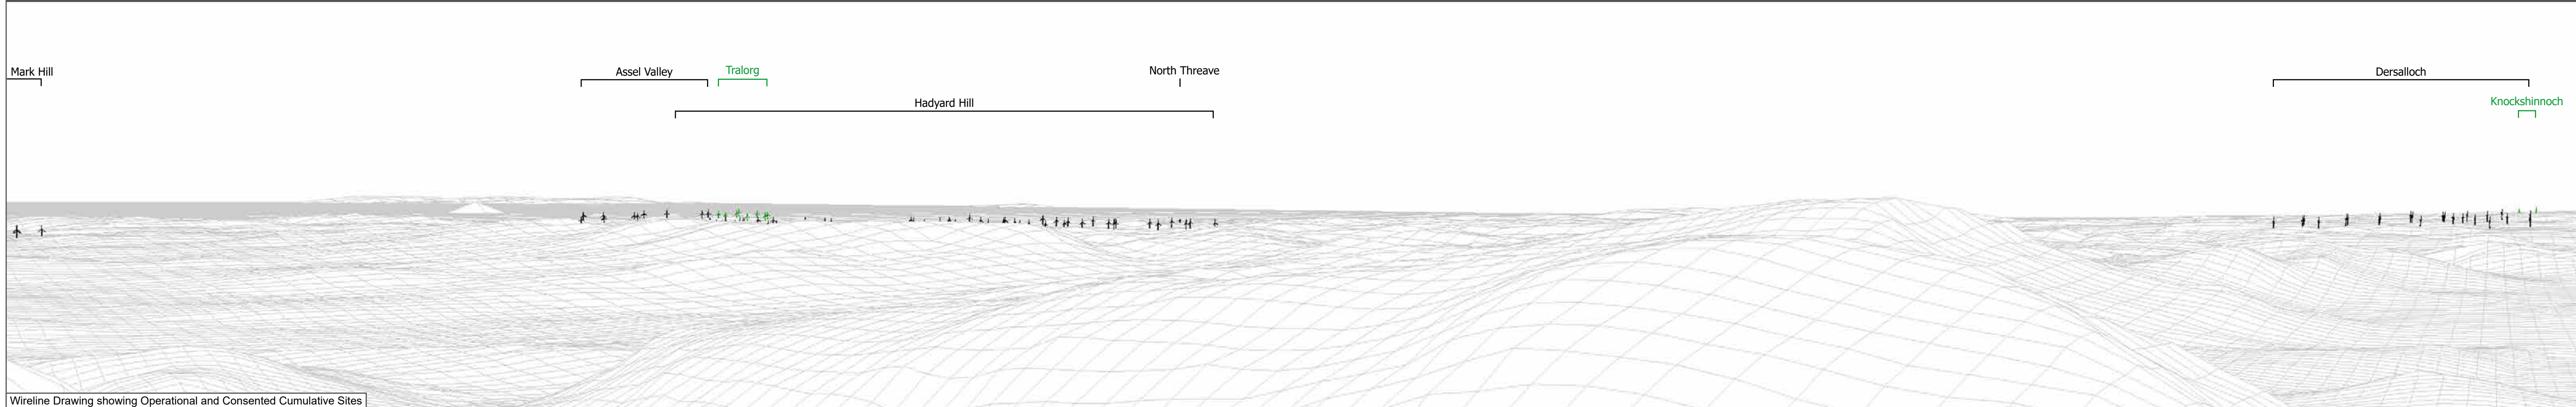 Mark Hill
Assel Valley
Tralorg
North Threave
Dersalloch
Hadyard Hill
Knockshinnoch
Wireline Drawing showing Operational and Consented Cumulative Sites